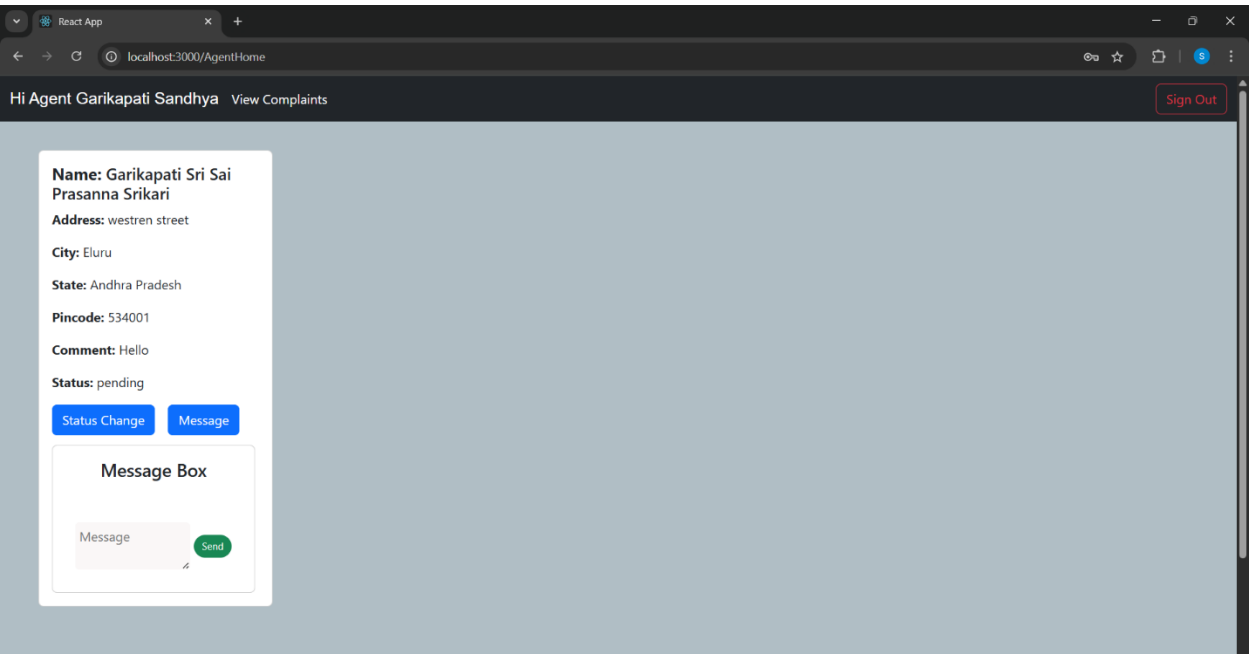 React App
localhost:3000/AgentHome
S
Hi Agent Garikapati Sandhya View Complaints Sign Out
Name: Garikapati Sri Sai
Prasanna Srikari
Address: westren street
City: Eluru
State: Andhra Pradesh
Pincode: 534001
Comment: Hello
Status: pending
Status Change Message
Message Box
Message
Send